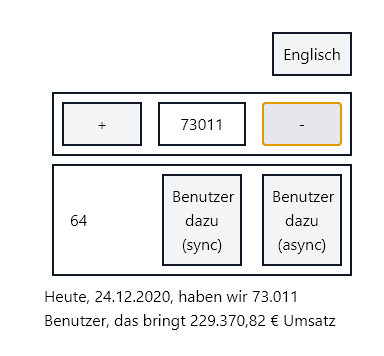 Englisch
+ 73011 -
64
Benutzer
dazu
(sync)
Benutzer
dazu
(async)
Heute, 24.12.2020, haben wir 73.011
Benutzer, das bringt 229.370,82 € Umsatz